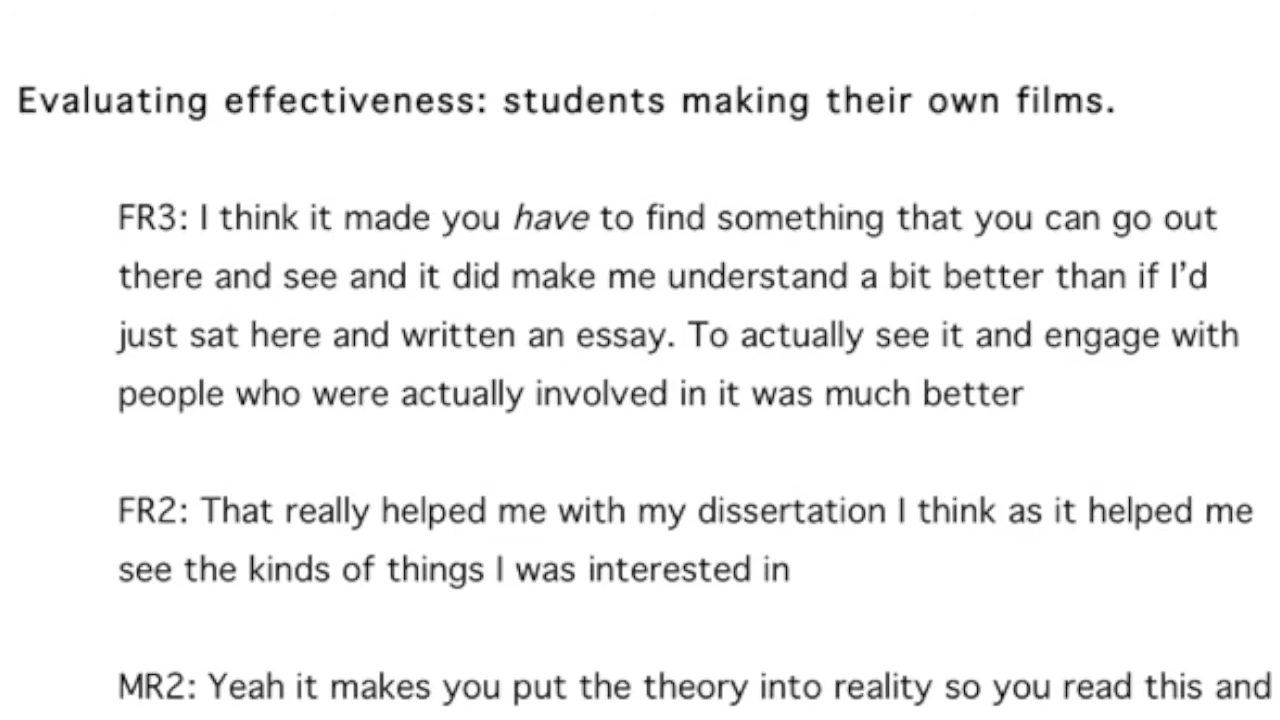 Evaluating effectiveness: students making their own films.
FR3: I think it made you have to find something that you can go out
there and see and it did make me understand a bit better than if I’d
just sat here and written an essay. To actually see it and engage with
people who were actually involved in it was much better
FR2: That really helped me with my dissertation I think as it helped me
see the kinds of things I was interested in
MR2: Yeah it makes you put the theory into reality so you read this and